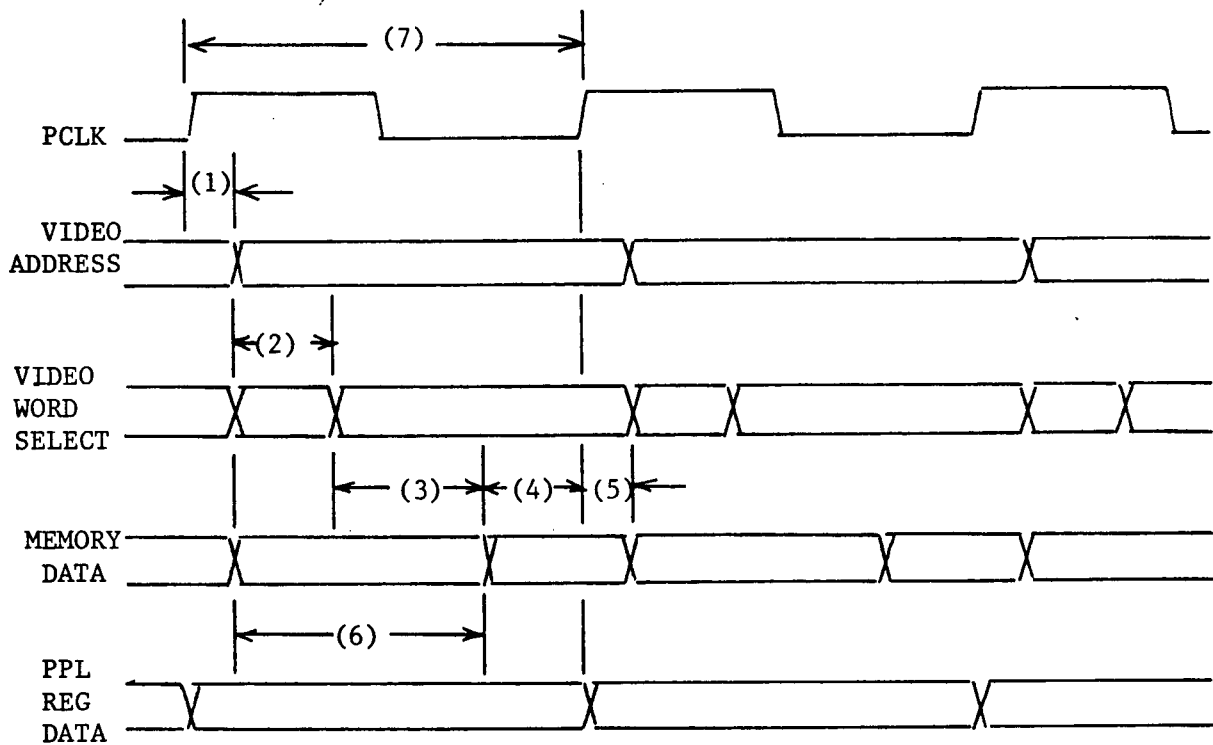 (7)
PCLK
(1)
VIDEO
ADDRESS
(2)
VIDEO
WORD
SELECT
(3) (4) (5)
MEMORY
DATA
(6)
PPL
REG
DATA